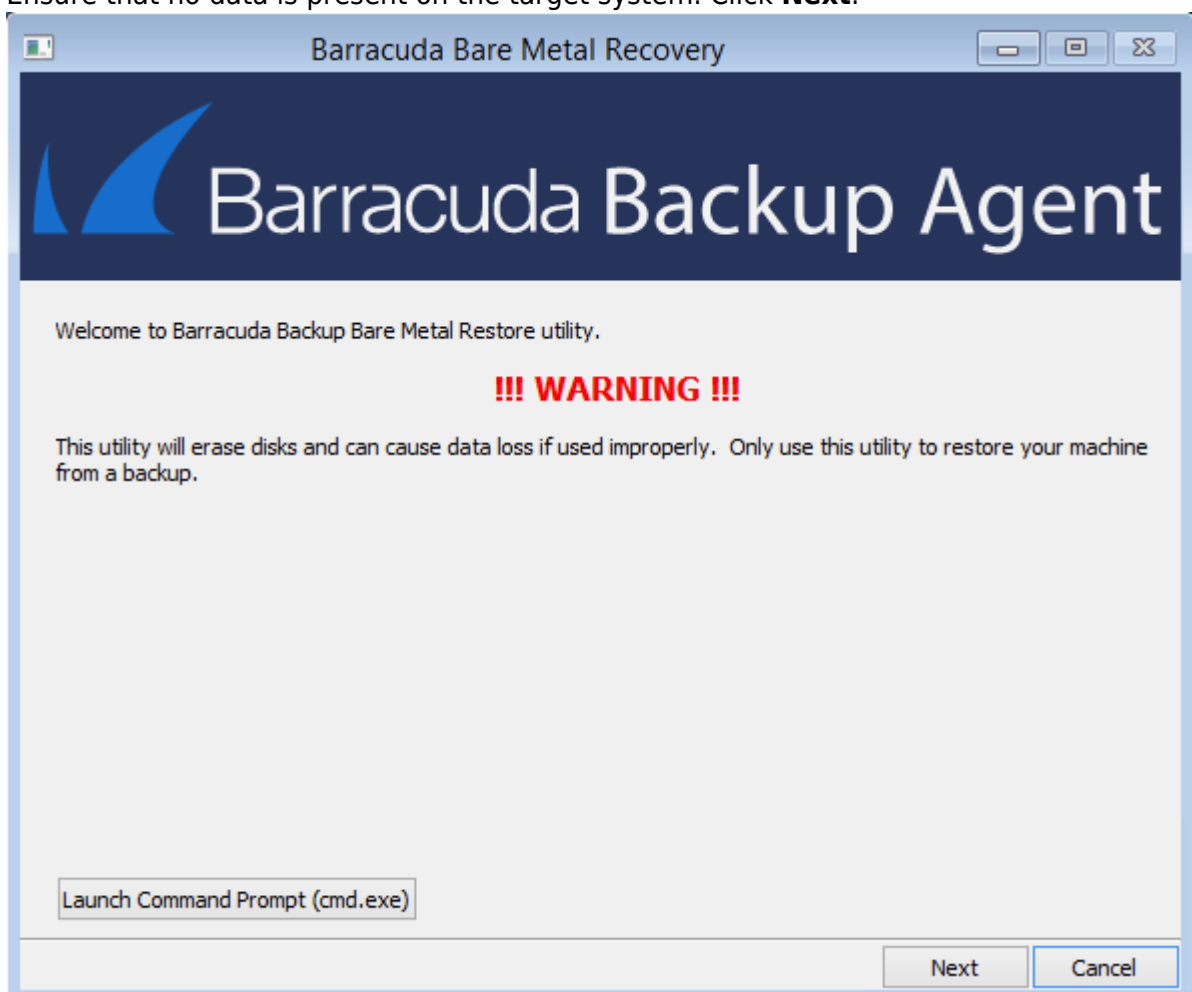 Ensure that no data is present on the target system. Click Next.
Barracuda Bare Metal Recovery
Barracuda Backup Agent
Welcome to Barracuda Backup Bare Metal Restore utility.
!!! WARNING !!!
This utility will erase disks and can cause data loss if used improperly.  Only use this utility to restore your machine
from a backup.
Launch Command Prompt (cmd.exe)
Next
Cancel